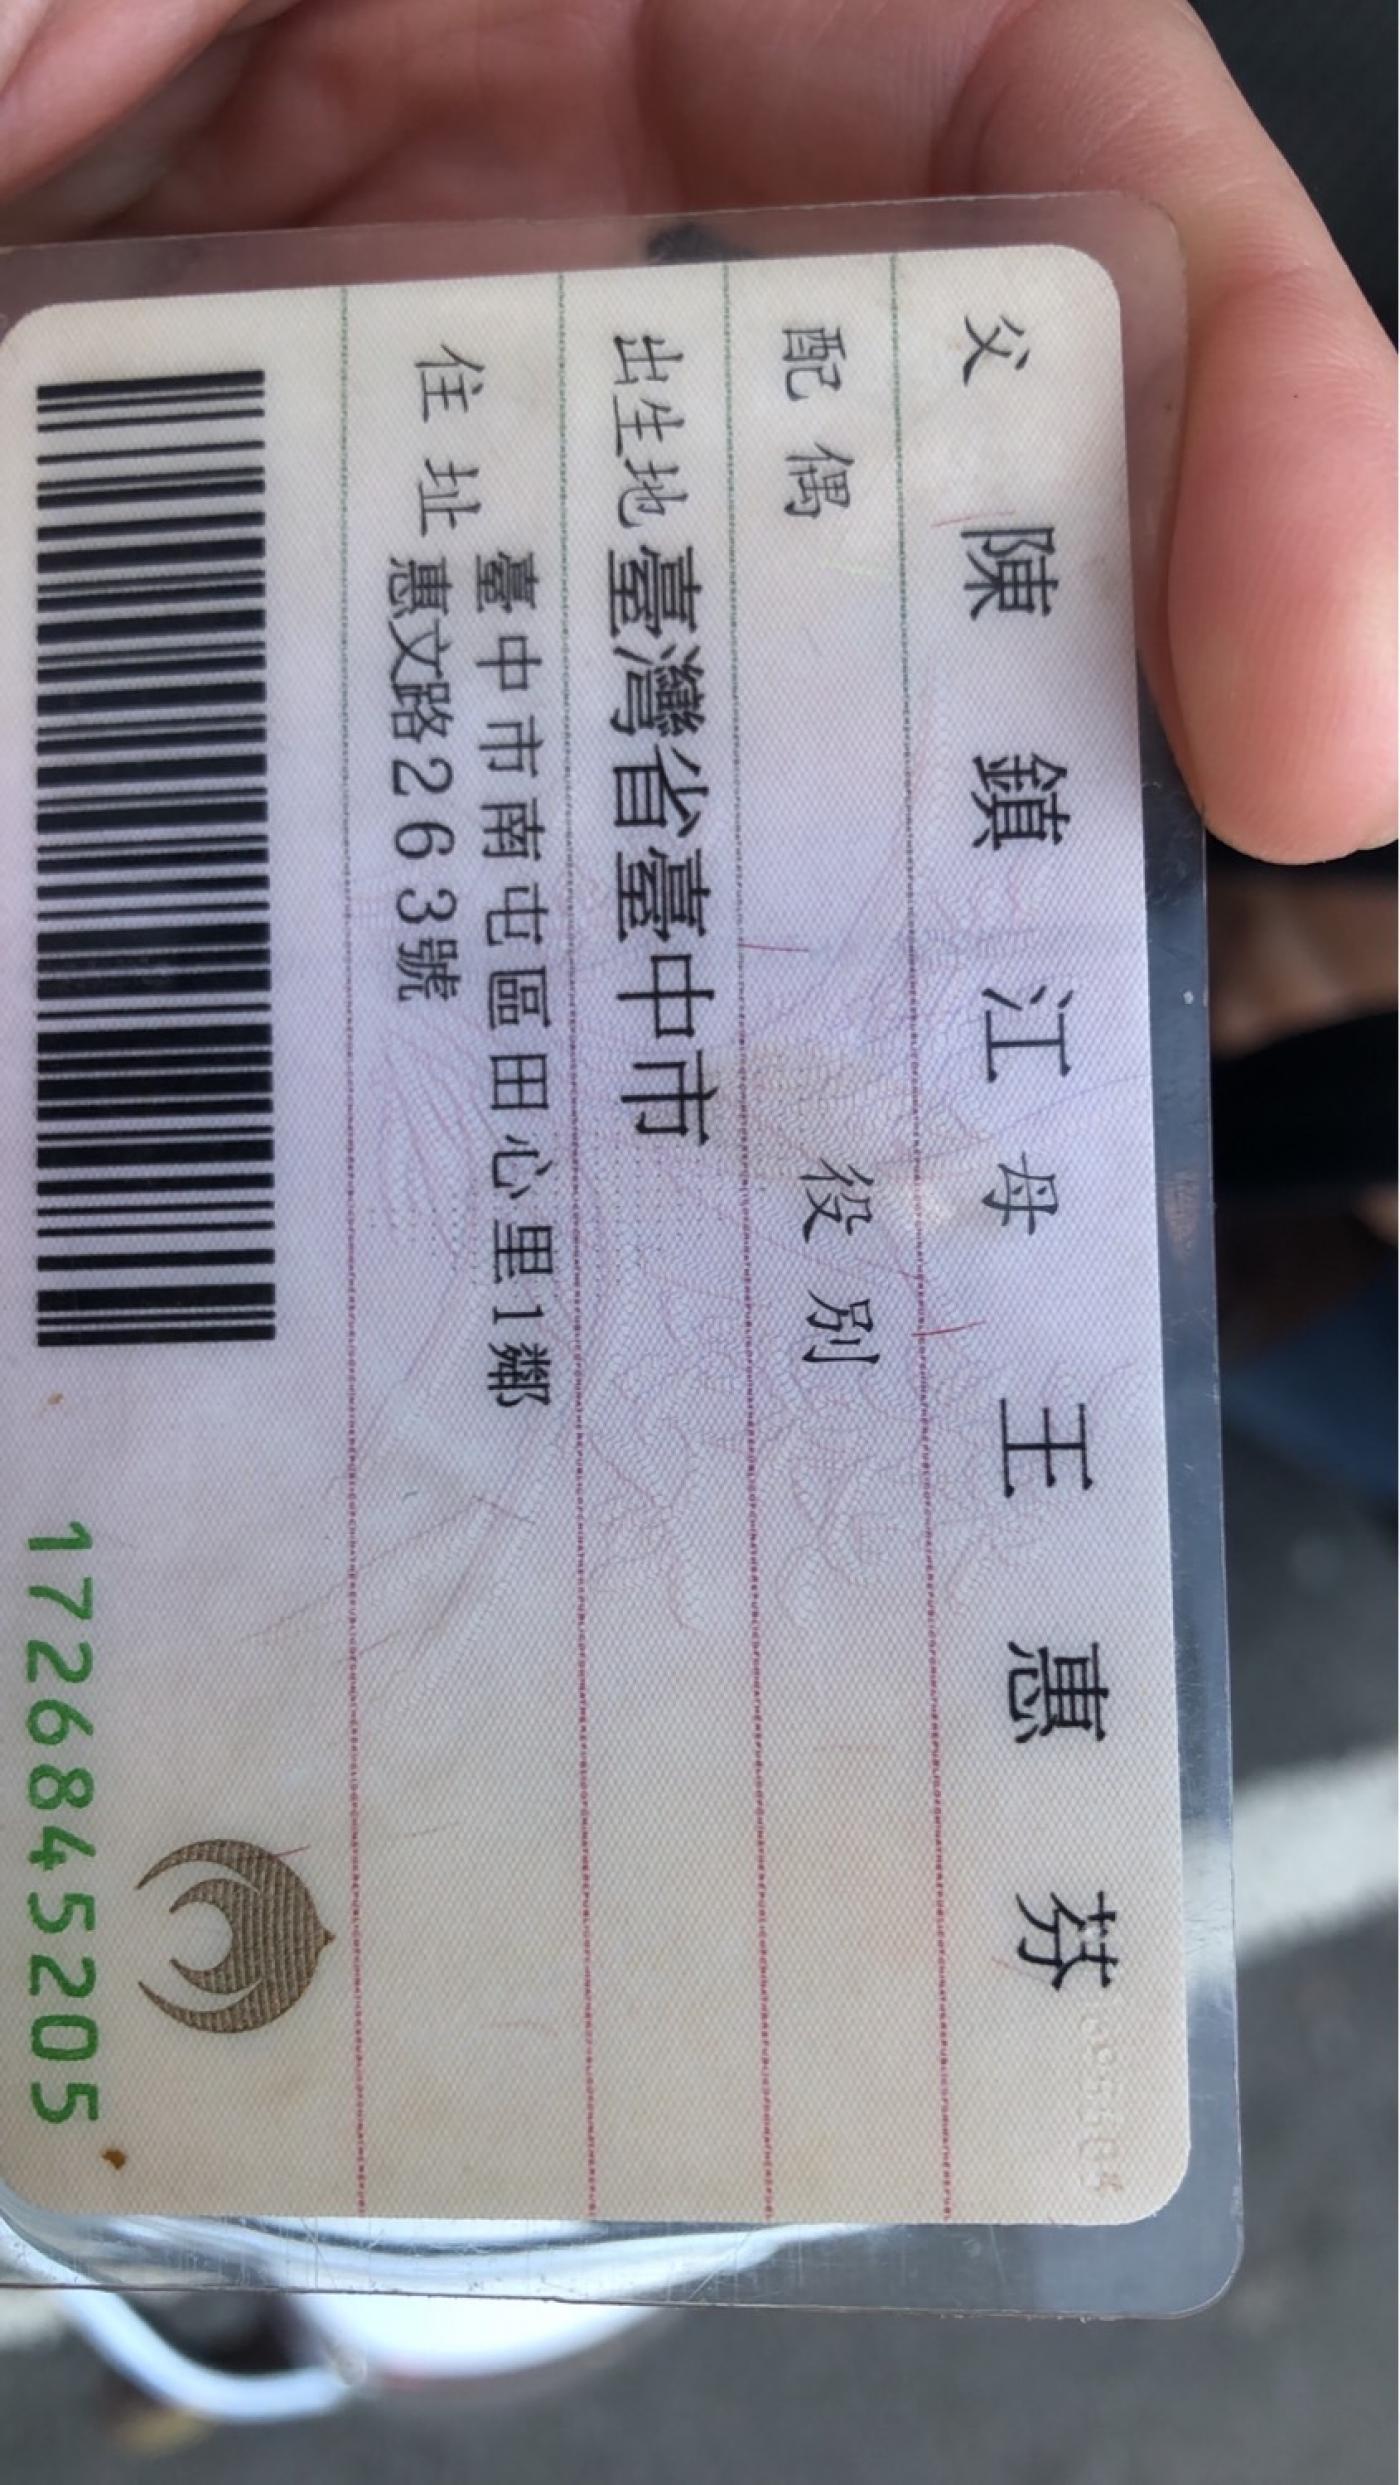 父 陳鎮江 母 王惠芬
配偶 役別
出生地 臺灣省臺中市
住址 臺中市南屯區田心里1鄰
惠文路263號
1726845205